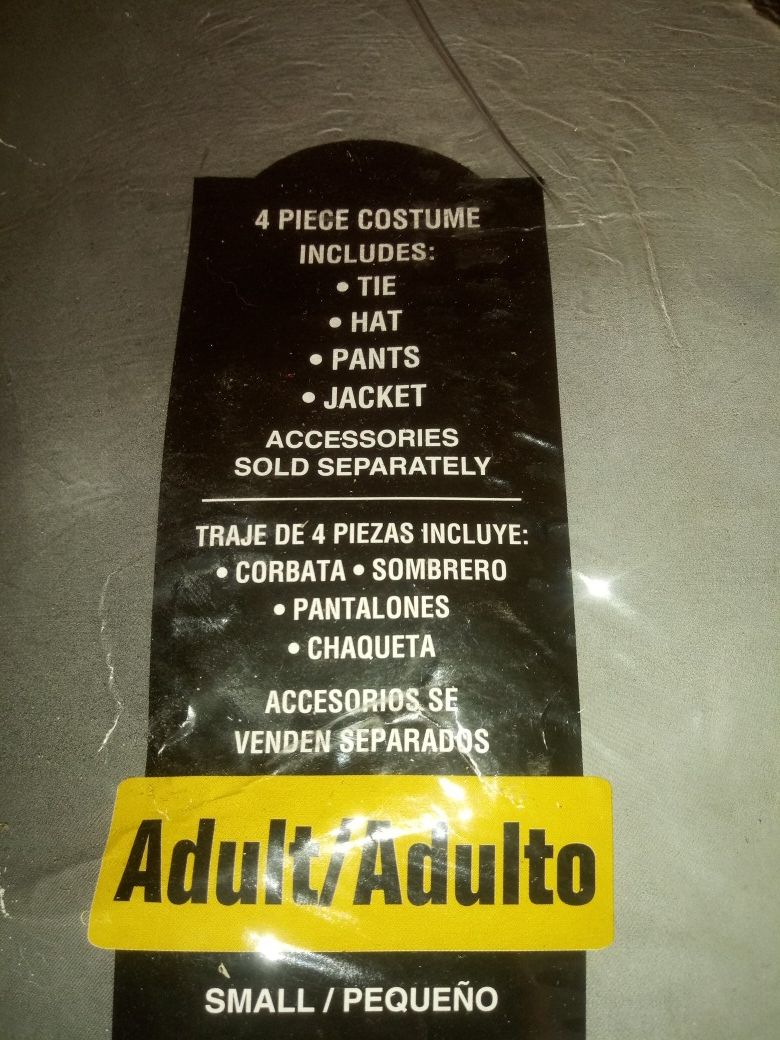 4 PIECE COSTUME
INCLUDES:
• TIE
• HAT
• PANTS
• JACKET
ACCESSORIES
SOLD SEPARATELY
TRAJE DE 4 PIEZAS INCLUYE:
• CORBATA • SOMBRERO
• PANTALONES
• CHAQUETA
ACCESORIOS SE
VENDEN SEPARADOS
Adult/Adulto
SMALL / PEQUEÑO